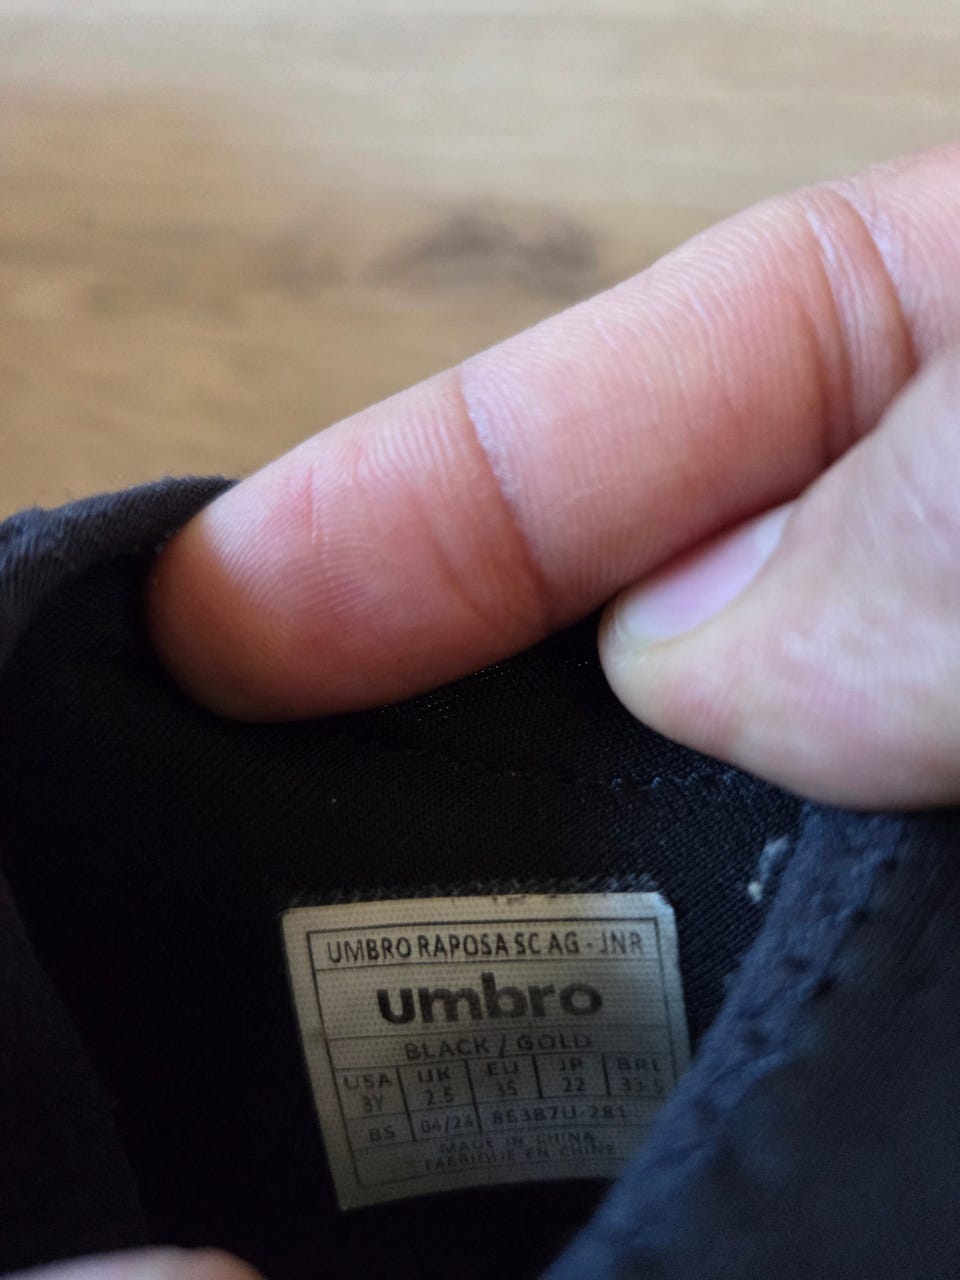 UMBRO RAPOSA SC AG - JNR
umbro
BLACK / GOLD
USA UK EU JP BRL
3Y 2.5 35 22 33.5
BS 04/24 86387U-281
MADE IN CHINA
FABRIQUE EN CHINE